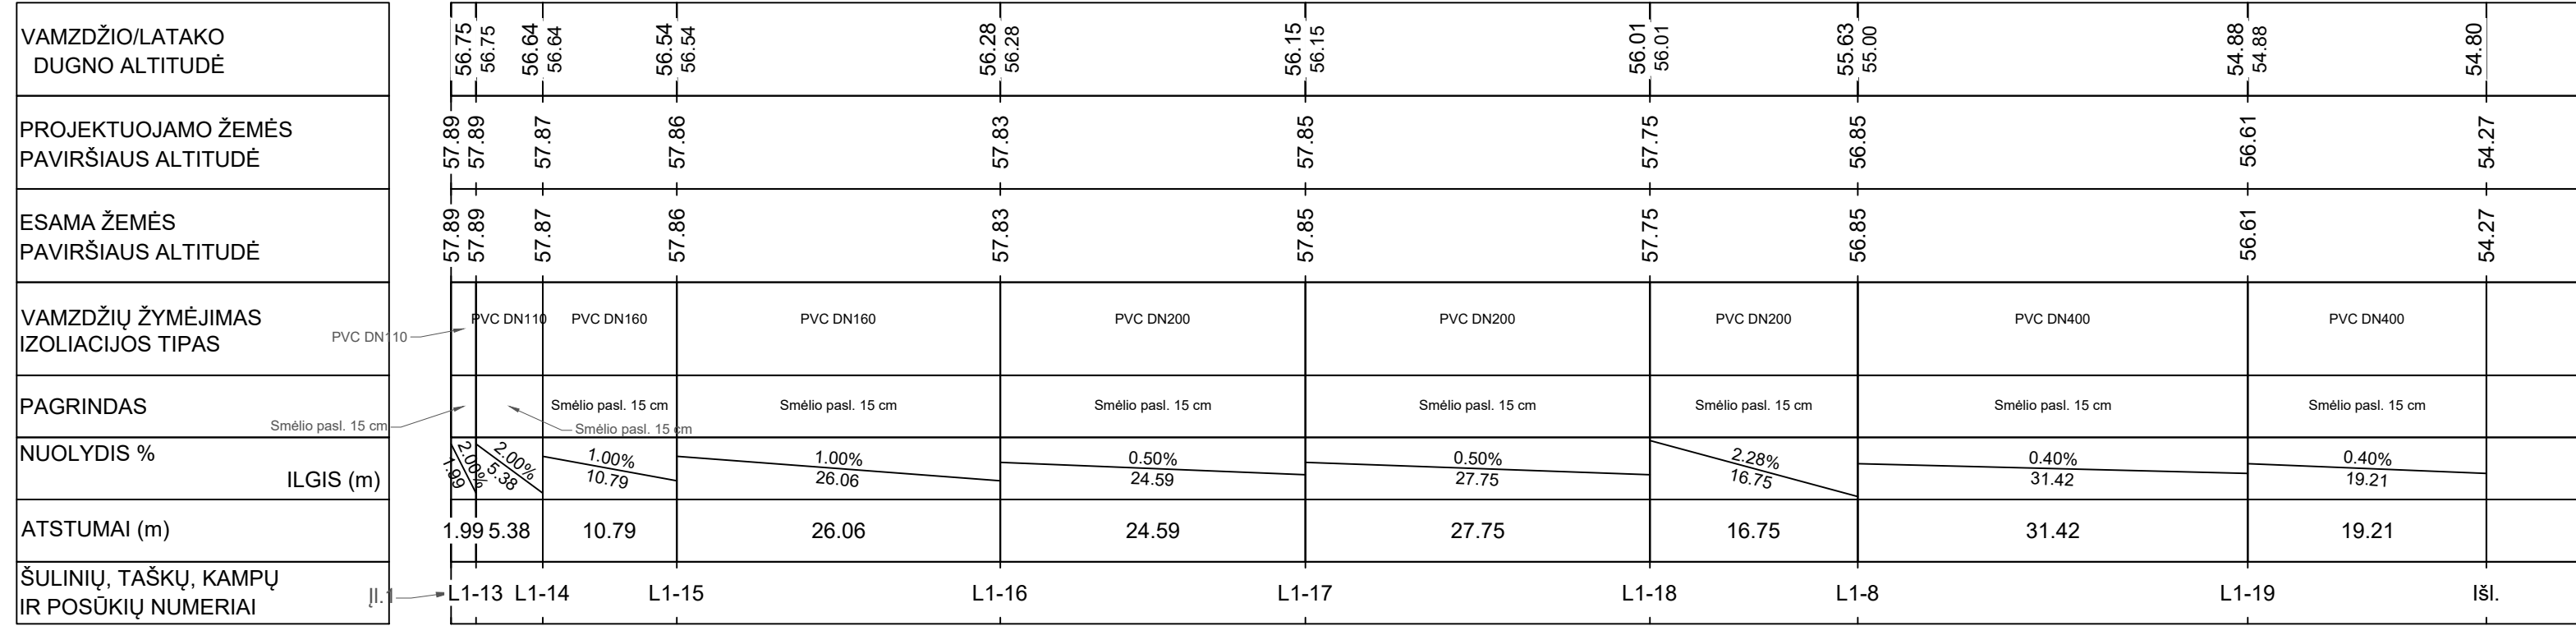 VAMZDŽIO/LATAKO
DUGNO ALTITUDĖ
56.75
56.75
56.64
56.64
56.54
56.54
56.28
56.28
56.15
56.15
56.01
56.01
55.63
55.00
54.88
54.88
54.80
PROJEKTUOJAMO ŽEMĖS
PAVIRŠIAUS ALTITUDĖ
57.89
57.89
57.87
57.86
57.83
57.85
57.75
56.85
56.61
54.27
ESAMA ŽEMĖS
PAVIRŠIAUS ALTITUDĖ
57.89
57.89
57.87
57.86
57.83
57.85
57.75
56.85
56.61
54.27
VAMZDŽIŲ ŽYMĖJIMAS
IZOLIACIJOS TIPAS
PVC DN110
PVC DN110
PVC DN160
PVC DN160
PVC DN200
PVC DN200
PVC DN200
PVC DN400
PVC DN400
PAGRINDAS
Smėlio pasl. 15 cm
Smėlio pasl. 15 cm
Smėlio pasl. 15 cm
Smėlio pasl. 15 cm
Smėlio pasl. 15 cm
Smėlio pasl. 15 cm
Smėlio pasl. 15 cm
Smėlio pasl. 15 cm
Smėlio pasl. 15 cm
NUOLYDIS %
ILGIS (m)
2.00%
1.99
2.00%
5.38
1.00%
10.79
1.00%
26.06
0.50%
24.59
0.50%
27.75
2.28%
16.75
0.40%
31.42
0.40%
19.21
ATSTUMAI (m)
1.99
5.38
10.79
26.06
24.59
27.75
16.75
31.42
19.21
ŠULINIŲ, TAŠKŲ, KAMPŲ
IR POSŪKIŲ NUMERIAI
Įl.1
L1-13
L1-14
L1-15
L1-16
L1-17
L1-18
L1-8
L1-19
Išl.